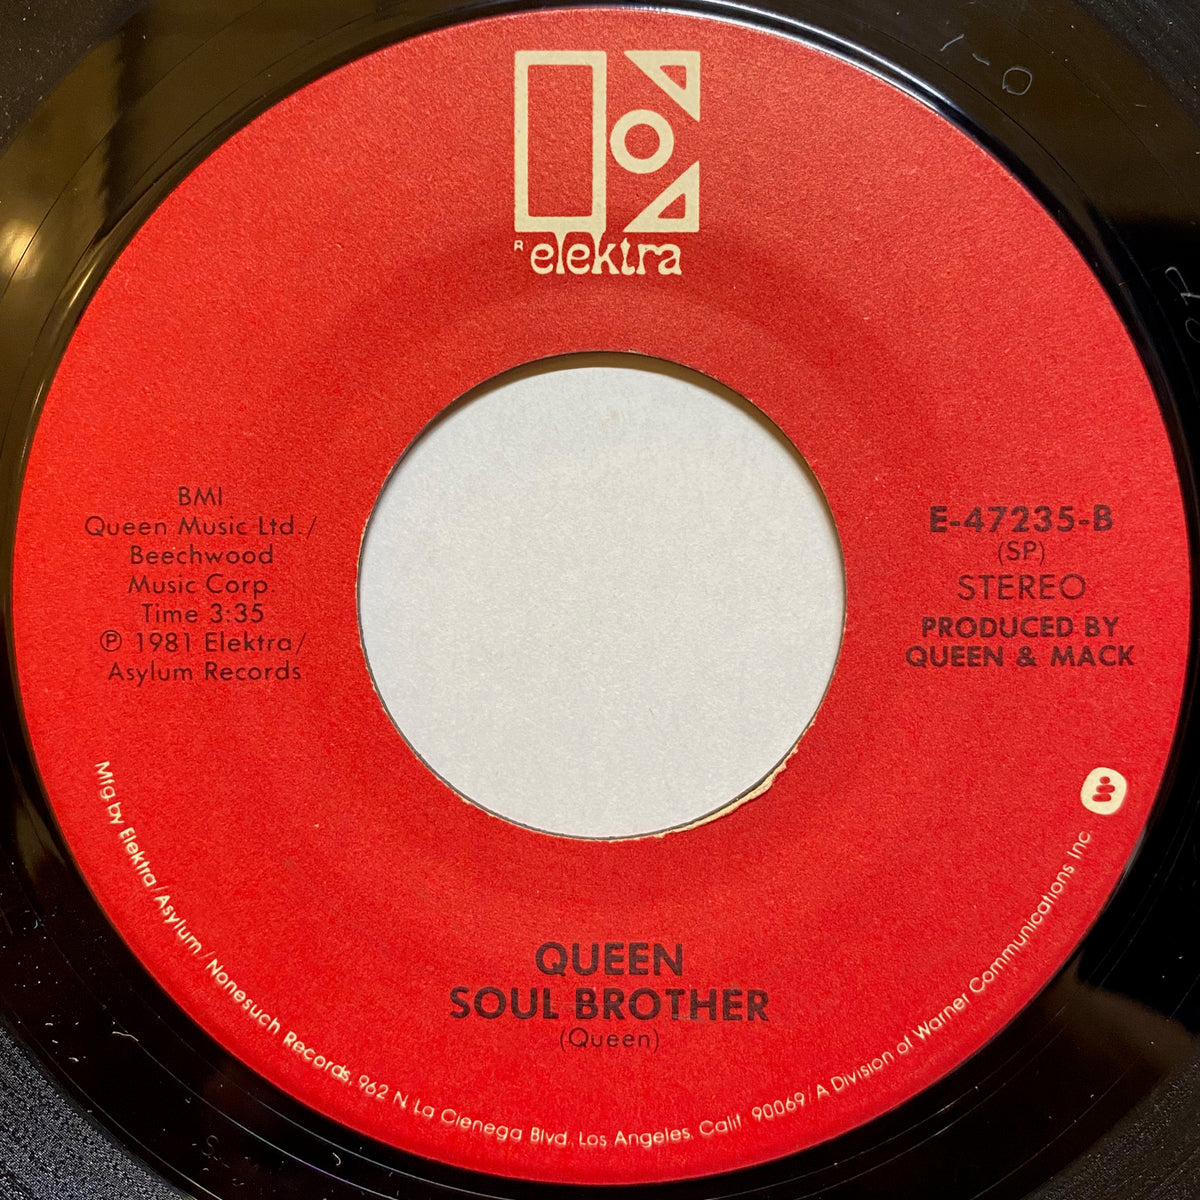 R elektra
BMI
Queen Music Ltd./
Beechwood
Music Corp.
Time 3:35
Ⓟ 1981 Elektra/
Asylum Records
E-47235-B
(SP)
STEREO
PRODUCED BY
QUEEN & MACK
QUEEN
SOUL BROTHER
(Queen)
Mfg. by Elektra/Asylum/Nonesuch Records, 962 N. La Cienega Blvd., Los Angeles, Calif. 90069/A Division of Warner Communications Inc.